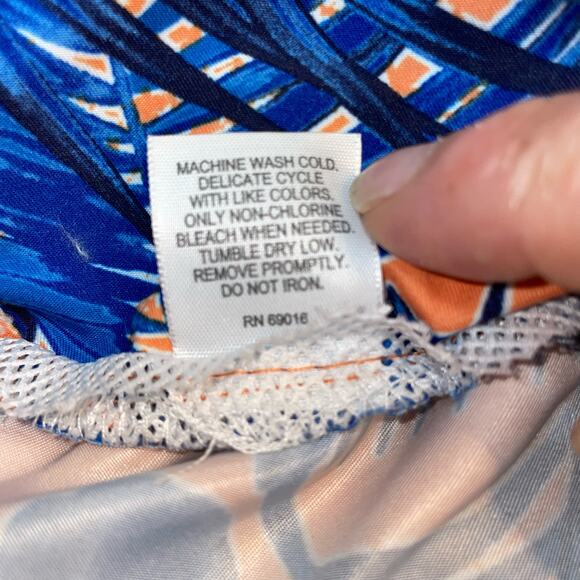 MACHINE WASH COLD.
DELICATE CYCLE
WITH LIKE COLORS.
ONLY NON-CHLORINE
BLEACH WHEN NEEDED.
TUMBLE DRY LOW.
REMOVE PROMPTLY.
DO NOT IRON.
RN 69016